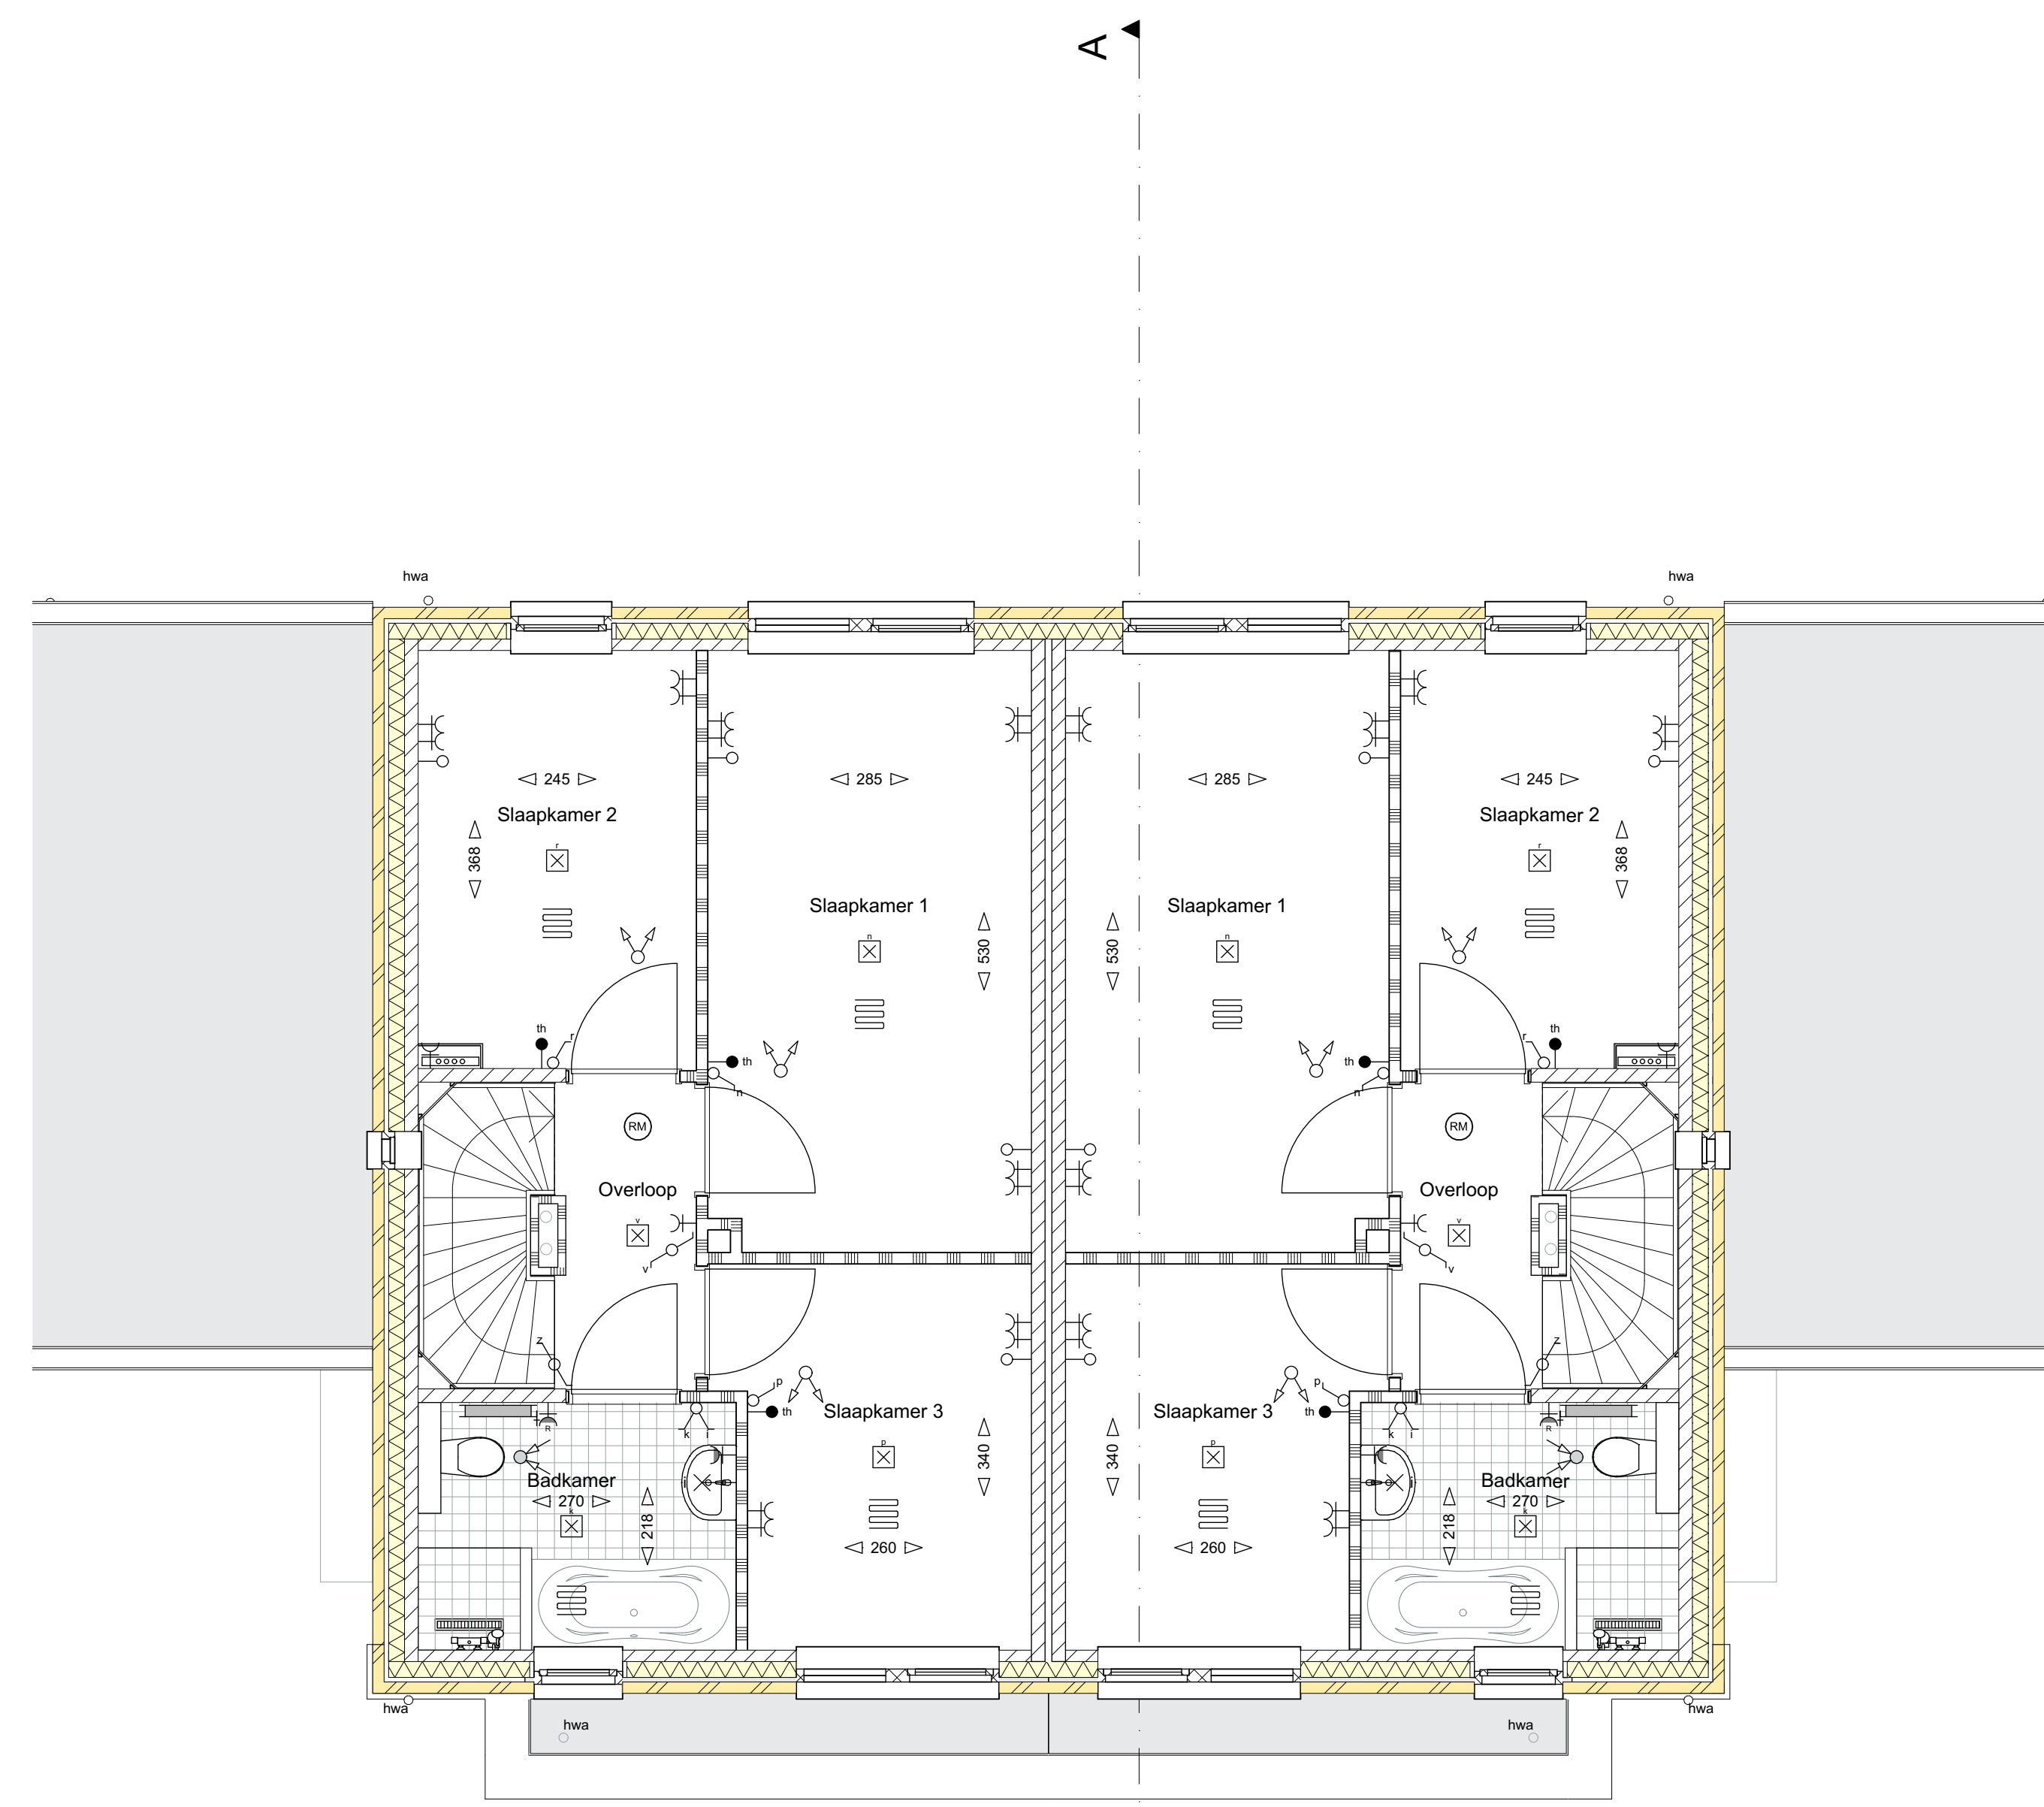 A
hwa
hwa
245
285
285
245
Slaapkamer 2
Slaapkamer 2
r
r
368
368
Slaapkamer 1
Slaapkamer 1
n
n
530
530
th
r
r
th
th
th
n
n
RM
RM
Overloop
Overloop
v
v
v
v
z
z
p
p
th
th
Slaapkamer 3
Slaapkamer 3
R
k
i
k
i
R
p
p
340
340
Badkamer
Badkamer
i
i
270
270
k
k
218
218
260
260
hwa
hwa
hwa
hwa